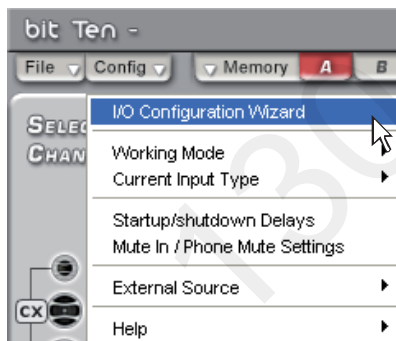 bit Ten -
File Config Memory A B
I/O Configuration Wizard
SELEC
CHAN
Working Mode
Current Input Type
Startup/shutdown Delays
Mute In / Phone Mute Settings
External Source
CX
Help
130